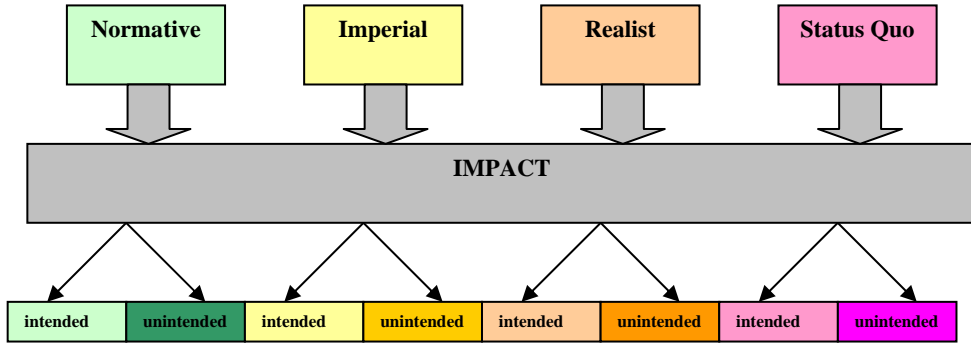 Normative
Imperial
Realist
Status Quo
IMPACT
intended
unintended
intended
unintended
intended
unintended
intended
unintended